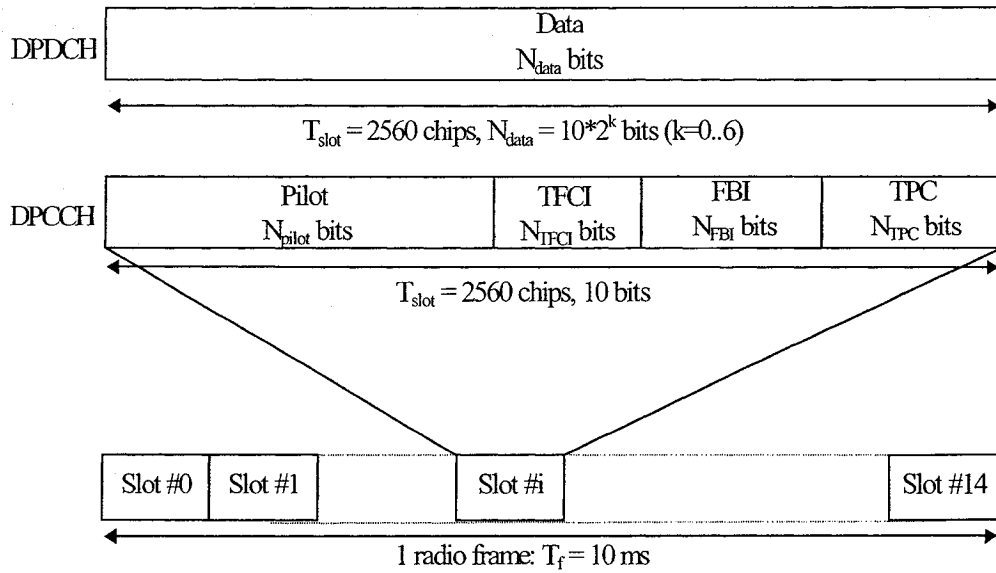 Data
DPDCH
N_data bits
T_slot = 2560 chips, N_data = 10*2^k bits (k=0..6)
Pilot TFCI FBI TPC
DPCCH
N_pilot bits N_TFCI bits N_FBI bits N_TPC bits
T_slot = 2560 chips, 10 bits
Slot #0 Slot #1 Slot #i Slot #14
1 radio frame: T_f = 10 ms